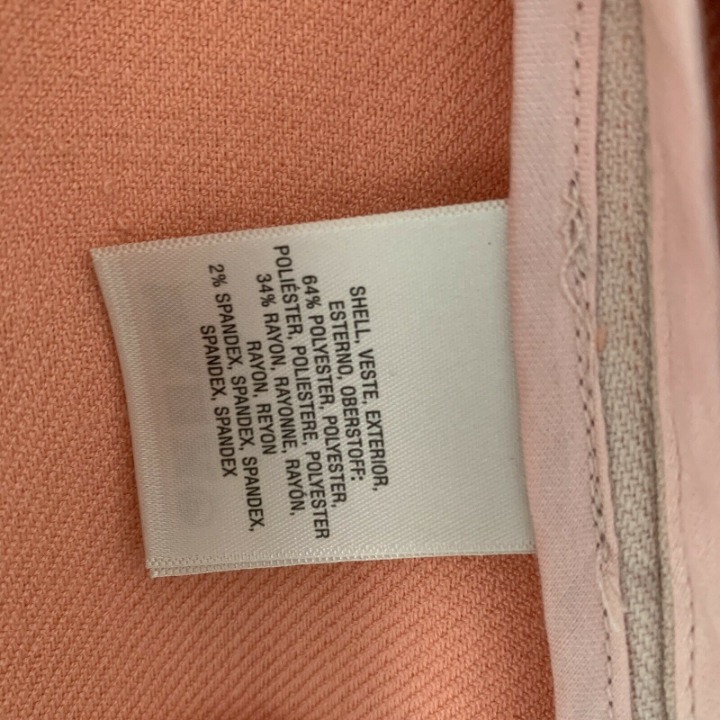 SHELL, VESTE, EXTERIOR,
ESTERNO, OBERSTOFF:
64% POLYESTER, POLYESTER,
POLIÉSTER, POLIESTERE, POLYESTER
34% RAYON, RAYONNE, RAYÓN,
RAYON, REYON
2% SPANDEX, SPANDEX, SPANDEX,
SPANDEX, SPANDEX